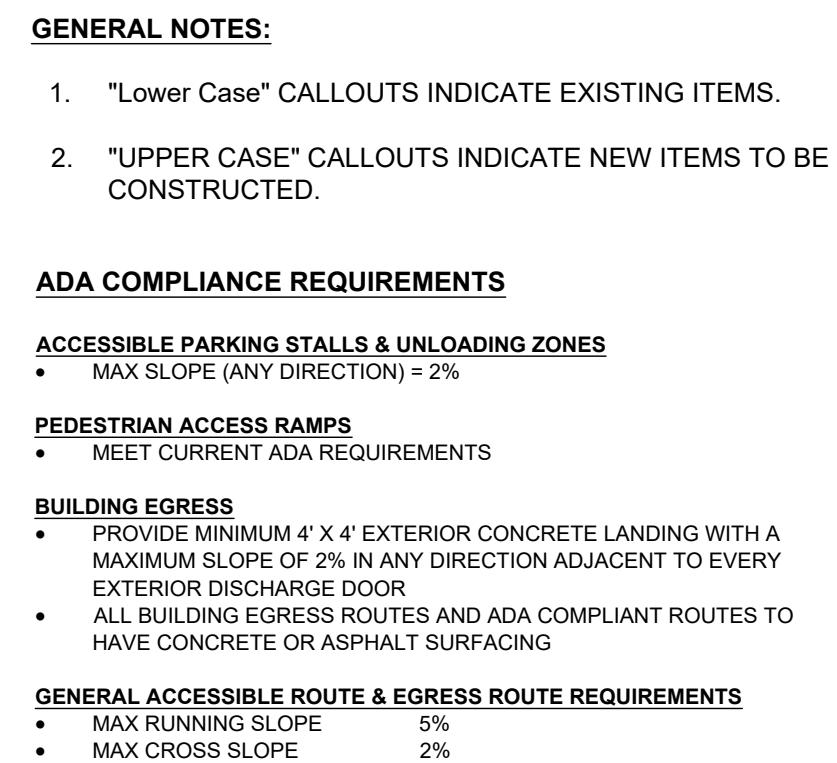 GENERAL NOTES:
1. "Lower Case" CALLOUTS INDICATE EXISTING ITEMS.
2. "UPPER CASE" CALLOUTS INDICATE NEW ITEMS TO BE
CONSTRUCTED.
ADA COMPLIANCE REQUIREMENTS
ACCESSIBLE PARKING STALLS & UNLOADING ZONES
• MAX SLOPE (ANY DIRECTION) = 2%
PEDESTRIAN ACCESS RAMPS
• MEET CURRENT ADA REQUIREMENTS
BUILDING EGRESS
• PROVIDE MINIMUM 4' X 4' EXTERIOR CONCRETE LANDING WITH A
MAXIMUM SLOPE OF 2% IN ANY DIRECTION ADJACENT TO EVERY
EXTERIOR DISCHARGE DOOR
• ALL BUILDING EGRESS ROUTES AND ADA COMPLIANT ROUTES TO
HAVE CONCRETE OR ASPHALT SURFACING
GENERAL ACCESSIBLE ROUTE & EGRESS ROUTE REQUIREMENTS
• MAX RUNNING SLOPE 5%
• MAX CROSS SLOPE 2%